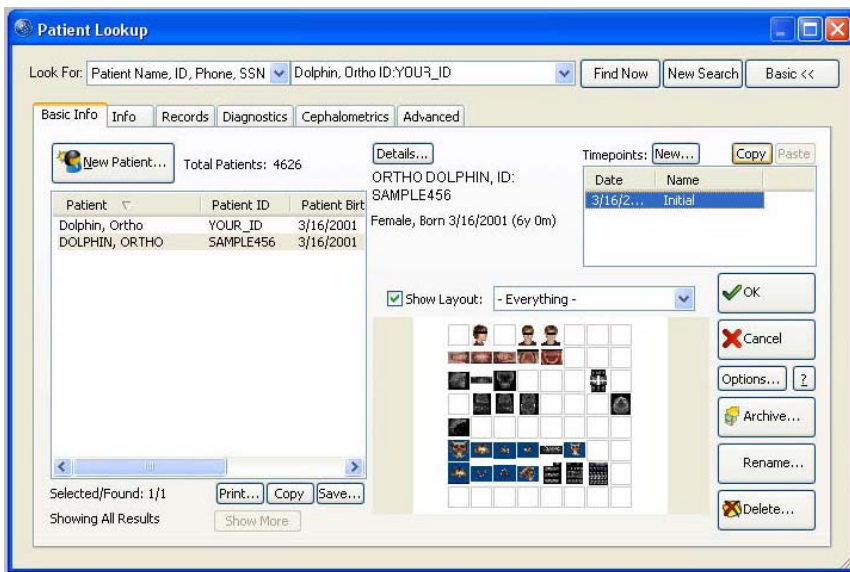 Patient Lookup
Look For: Patient Name, ID, Phone, SSN Dolphin, Ortho ID:YOUR_ID Find Now New Search Basic <<
Basic Info Info Records Diagnostics Cephalometrics Advanced
New Patient... Total Patients: 4626
Patient Patient ID Patient Birt
Dolphin, Ortho YOUR_ID 3/16/2001
DOLPHIN, ORTHO SAMPLE456 3/16/2001
Selected/Found: 1/1 Print... Copy Save...
Showing All Results Show More
Details...
ORTHO DOLPHIN, ID:
SAMPLE456
Female, Born 3/16/2001 (6y 0m)
Timepoints: New... Copy Paste
Date Name
3/16/2... Initial
Show Layout: - Everything -
OK
Cancel
Options... ?
Archive...
Rename...
Delete...